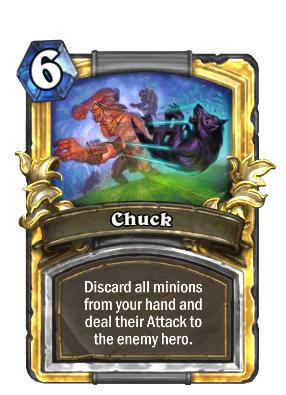 6
Chuck
Discard all minions
from your hand and
deal their Attack to
the enemy hero.